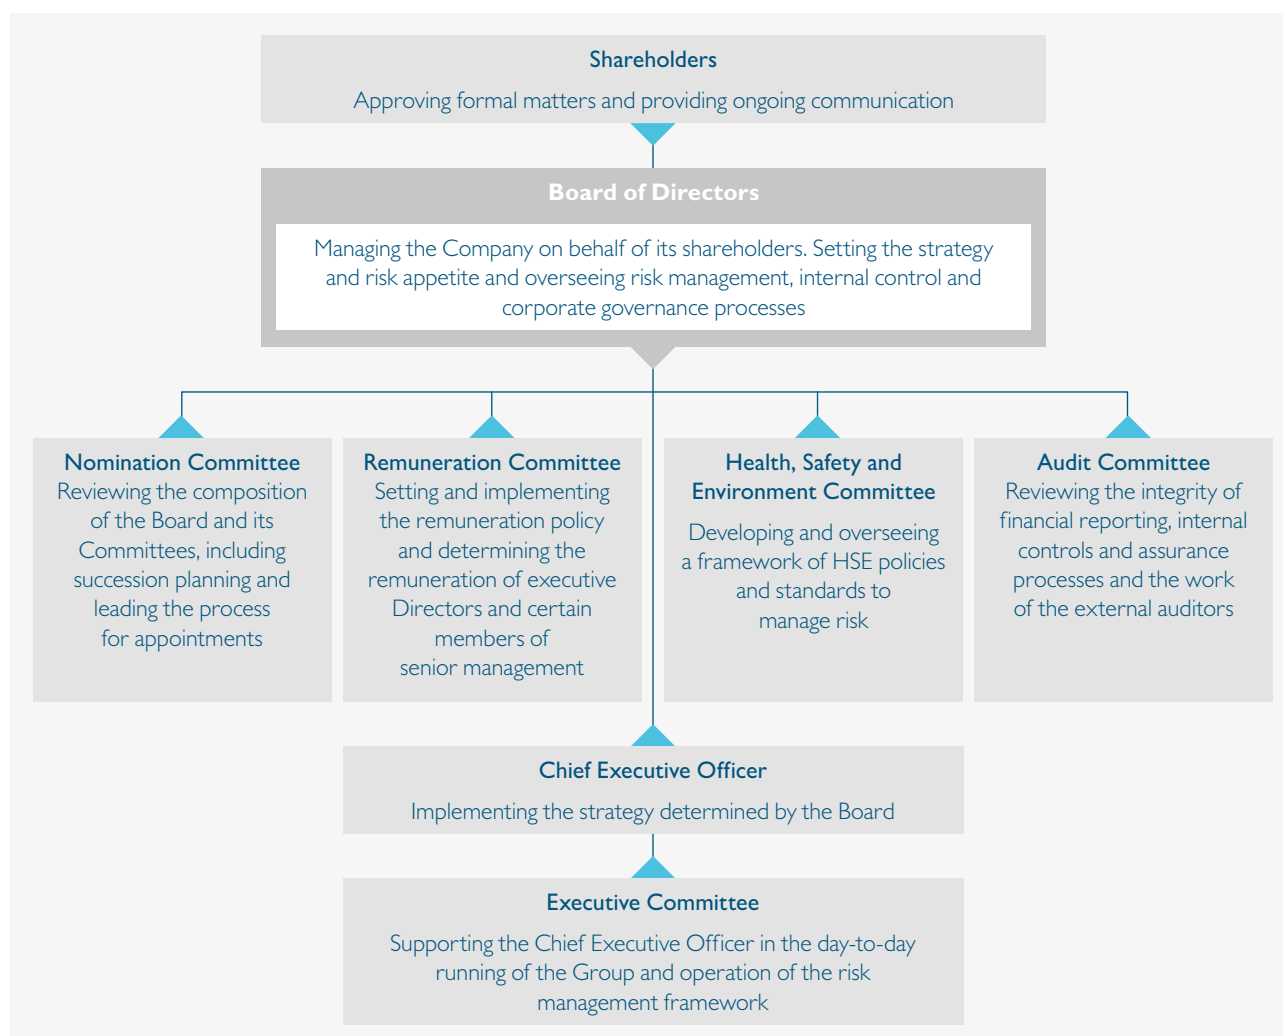 Shareholders
Approving formal matters and providing ongoing communication
Board of Directors
Managing the Company on behalf of its shareholders. Setting the strategy
and risk appetite and overseeing risk management, internal control and
corporate governance processes
Nomination Committee
Reviewing the composition
of the Board and its
Committees, including
succession planning and
leading the process
for appointments
Remuneration Committee
Setting and implementing
the remuneration policy
and determining the
remuneration of executive
Directors and certain
members of
senior management
Health, Safety and
Environment Committee
Developing and overseeing
a framework of HSE policies
and standards to
manage risk
Audit Committee
Reviewing the integrity of
financial reporting, internal
controls and assurance
processes and the work
of the external auditors
Chief Executive Officer
Implementing the strategy determined by the Board
Executive Committee
Supporting the Chief Executive Officer in the day-to-day
running of the Group and operation of the risk
management framework